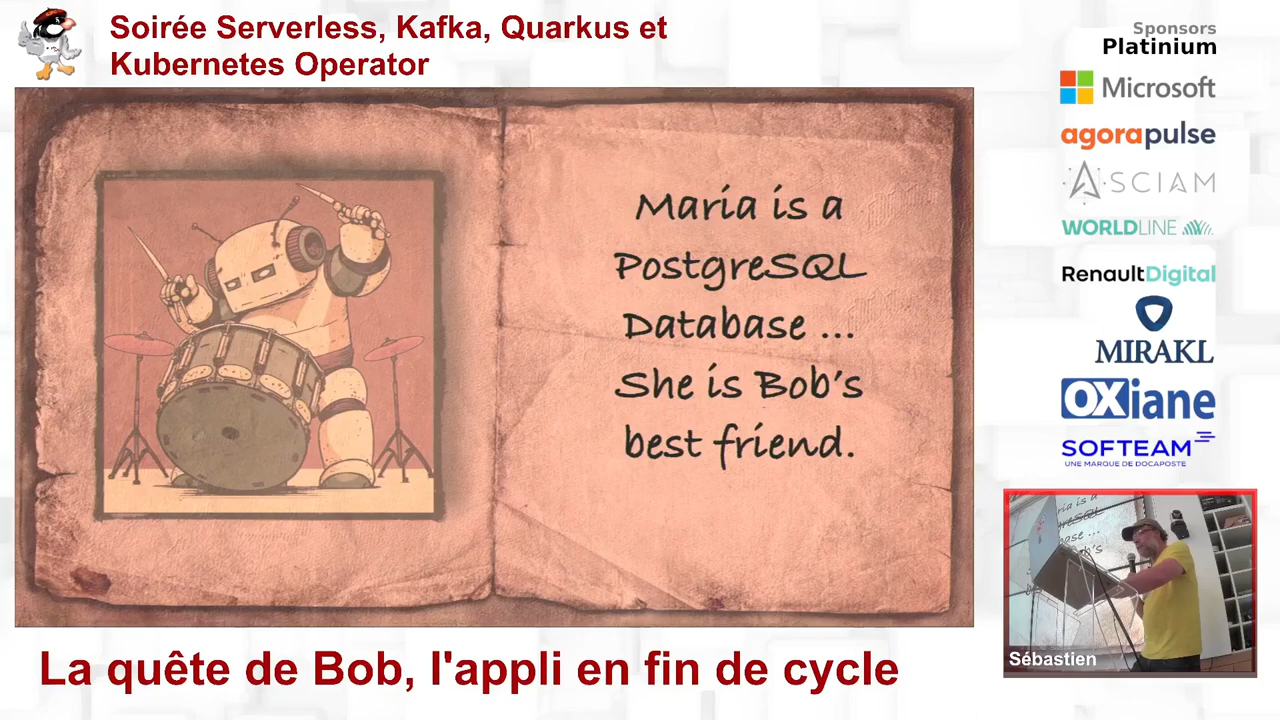 Soirée Serverless, Kafka, Quarkus et
Kubernetes Operator
Maria is a
PostgreSQL
Database ...
She is Bob's
best friend.
Sponsors
Platinium
Microsoft
agorapulse
ASCIAM
WORLDLINE
RenaultDigital
MIRAKL
OXiane
SOFTEAM
UNE MARQUE DE DOCAPOSTE
Sébastien
La quête de Bob, l'appli en fin de cycle